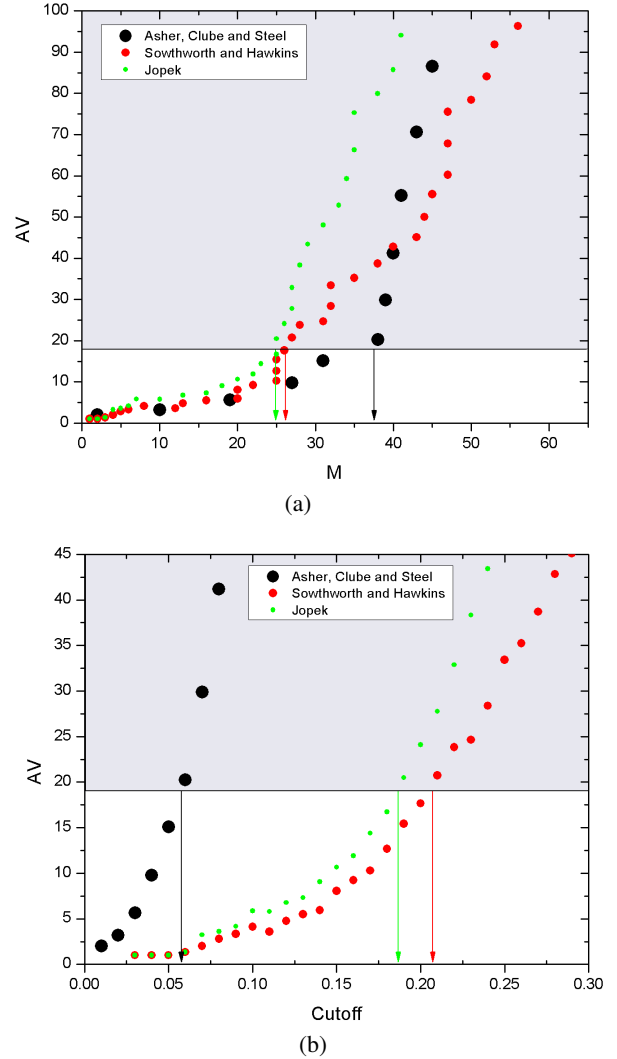 100
90
80
70
60
50
40
30
20
10
0
AV
Asher, Clube and Steel
Sowthworth and Hawkins
Jopek
0 10 20 30 40 50 60
M
(a)
45
40
35
30
25
20
15
10
5
0
AV
Asher, Clube and Steel
Sowthworth and Hawkins
Jopek
0.00 0.05 0.10 0.15 0.20 0.25 0.30
Cutoff
(b)